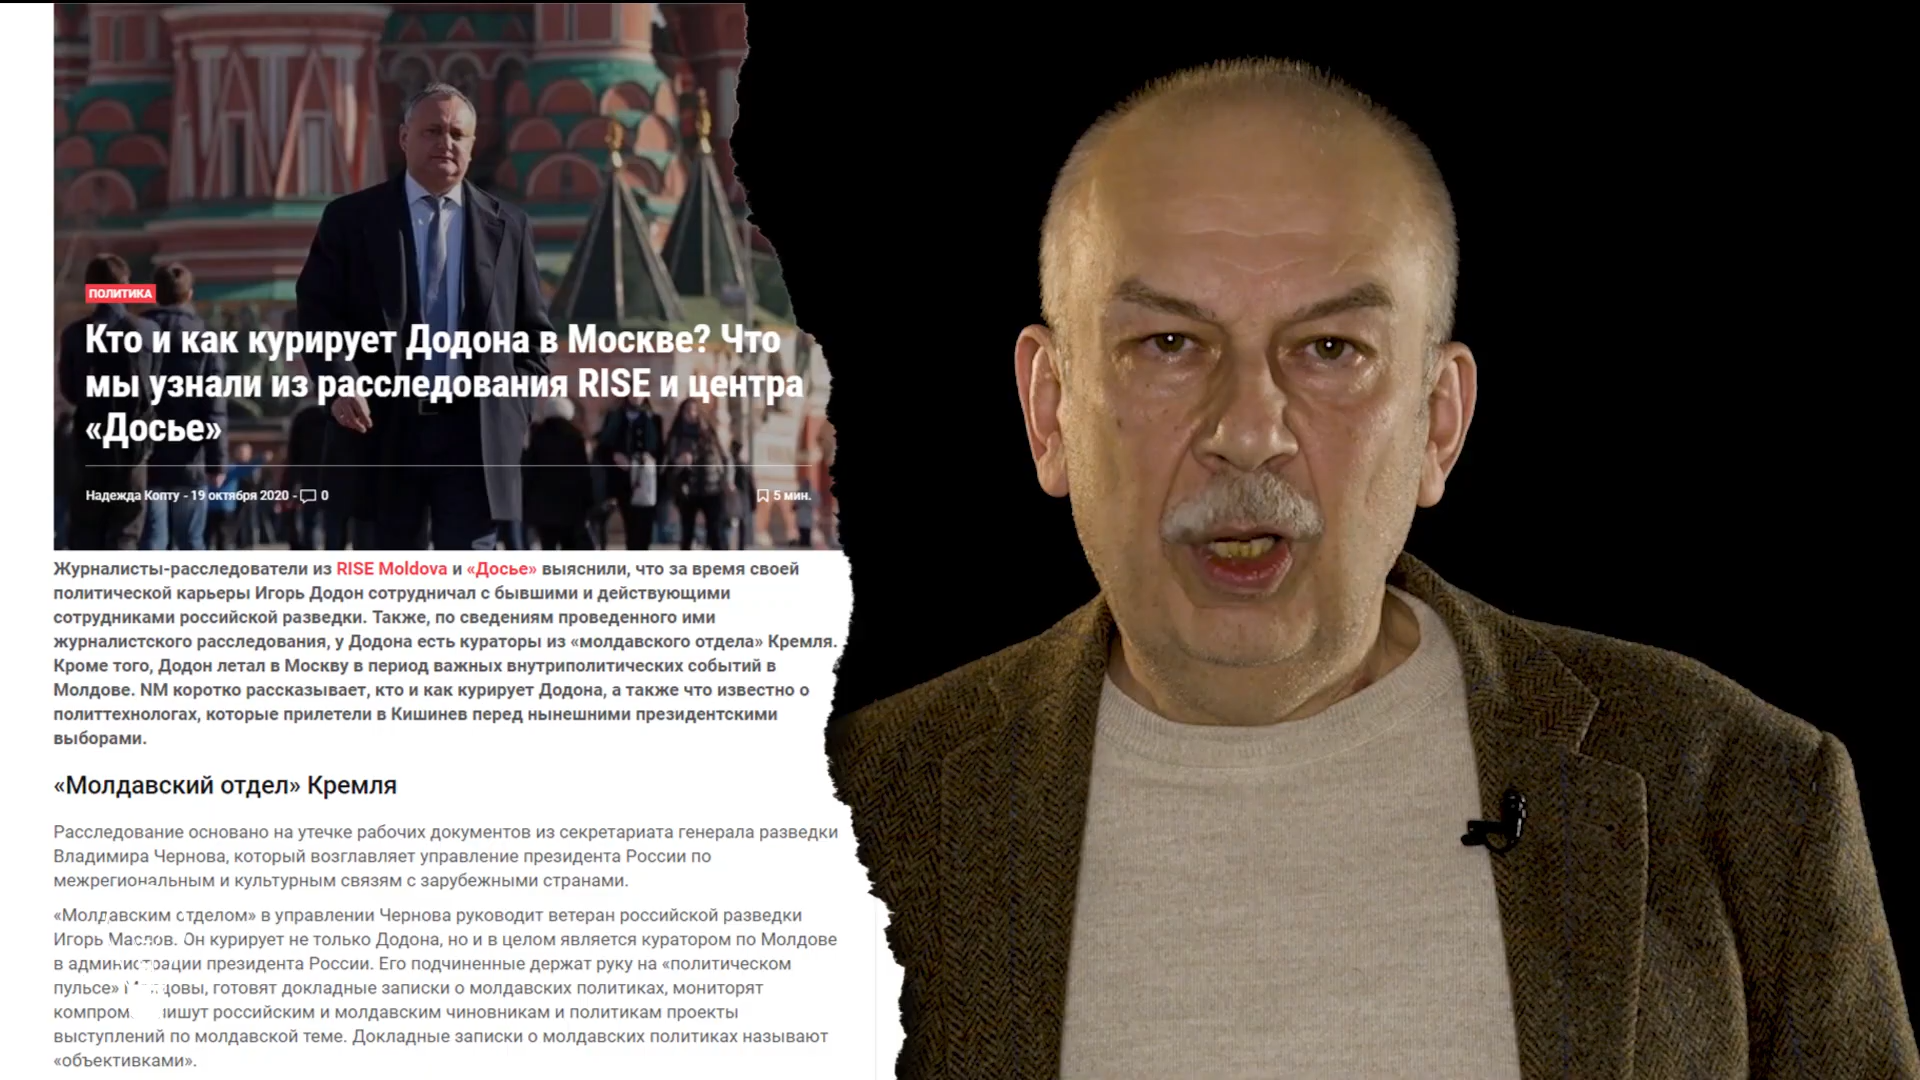 ПОЛИТИКА
Кто и как курирует Додона в Москве? Что
мы узнали из расследования RISE и центра
«Досье»
Надежда Копту - 19 октября 2020 - 0
5 мин.
Журналисты-расследователи из RISE Moldova и «Досье» выяснили, что за время своей
политической карьеры Игорь Додон сотрудничал с бывшими и действующими
сотрудниками российской разведки. Также, по сведениям проведенного ими
журналистского расследования, у Додона есть кураторы из «молдавского отдела» Кремля.
Кроме того, Додон летал в Москву в период важных внутриполитических событий в
Молдове. NM коротко рассказывает, кто и как курирует Додона, а также что известно о
политтехнологах, которые прилетели в Кишинев перед нынешними президентскими
выборами.
«Молдавский отдел» Кремля
Расследование основано на утечке рабочих документов из секретариата генерала разведки
Владимира Чернова, который возглавляет управление президента России по
межрегиональным и культурным связям с зарубежными странами.
«Молдавским отделом» в управлении Чернова руководит ветеран российской разведки
Игорь Маслов. Он курирует не только Додона, но и в целом является куратором по Молдове
в администрации президента России. Его подчиненные держат руку на «политическом
пульсе» готовят докладные записки о молдавских политиках, мониторят
российским и молдавским чиновникам и политикам проекты
выступлений по молдавской теме. Докладные записки о молдавских политиках называют
«объективками».